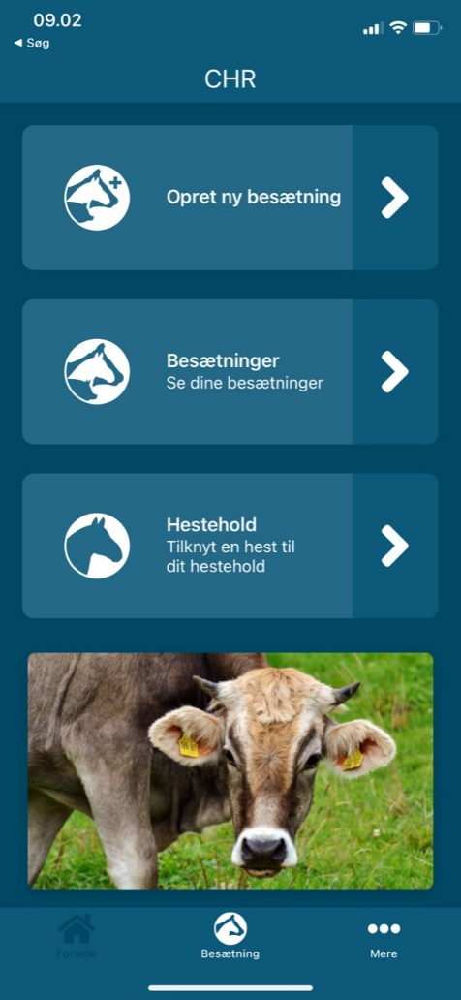 09.02
◀ Søg
CHR
Opret ny besætning
Besætninger
Se dine besætninger
Hestehold
Tilknyt en hest til
dit hestehold
Forside
Besætning
Mere